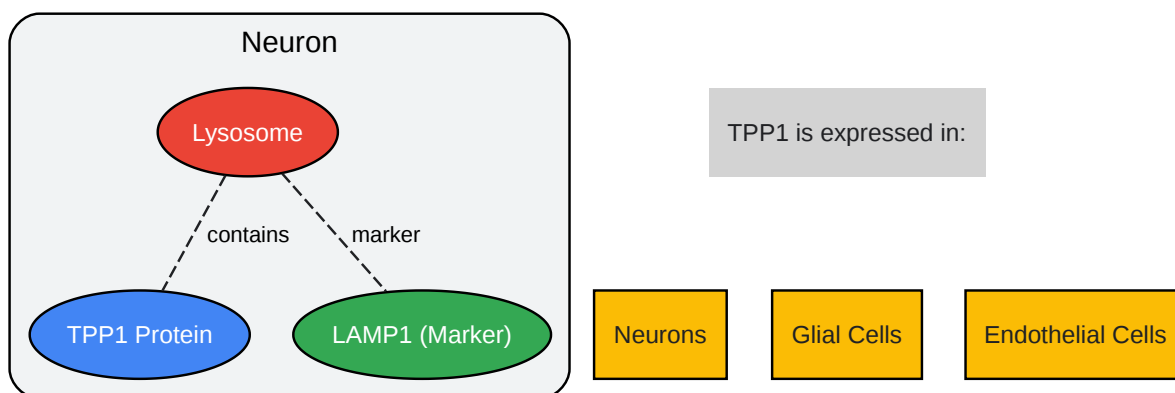 Neuron
Lysosome
TPP1 is expressed in:
contains
marker
TPP1 Protein
LAMP1 (Marker)
Neurons
Glial Cells
Endothelial Cells